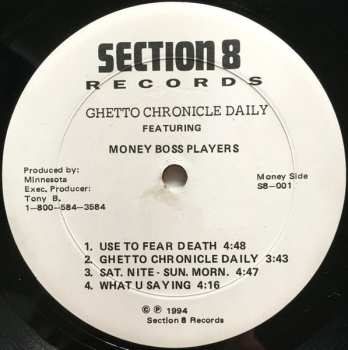 SECTION 8
RECORDS
GHETTO CHRONICLE DAILY
FEATURING
MONEY BOSS PLAYERS
Produced by:
Minnesota
Exec. Producer:
Tony B.
1-800-584-3584
Money Side
S8-001
1. USE TO FEAR DEATH 4:48
2. GHETTO CHRONICLE DAILY 3:43
3. SAT. NITE - SUN. MORN. 4:47
4. WHAT U SAYING 4:16
© ℗ 1994
Section 8 Records